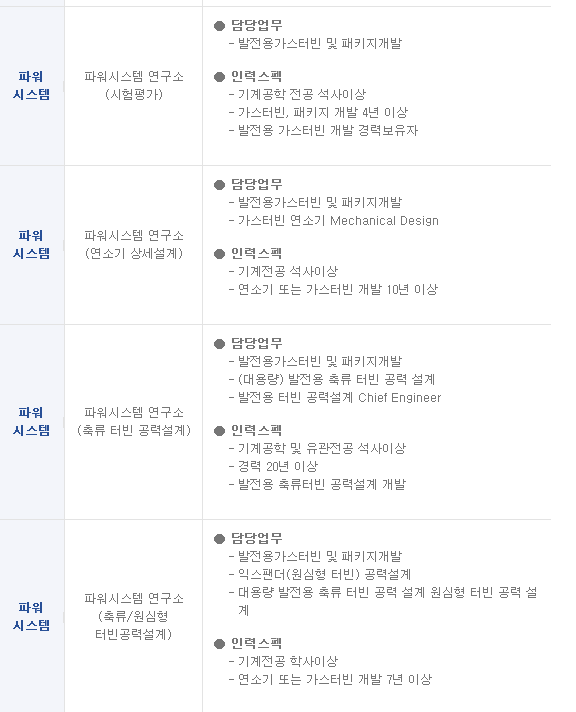 파워
시스템
파워시스템 연구소
(시험평가)
● 담당업무
- 발전용가스터빈 및 패키지개발
● 인력스펙
- 기계공학 전공 석사이상
- 가스터빈, 패키지 개발 4년 이상
- 발전용 가스터빈 개발 경력보유자
파워
시스템
파워시스템 연구소
(연소기 상세설계)
● 담당업무
- 발전용가스터빈 및 패키지개발
- 가스터빈 연소기 Mechanical Design
● 인력스펙
- 기계전공 석사이상
- 연소기 또는 가스터빈 개발 10년 이상
파워
시스템
파워시스템 연구소
(축류 터빈 공력설계)
● 담당업무
- 발전용가스터빈 및 패키지개발
- (대용량) 발전용 축류 터빈 공력 설계
- 발전용 터빈 공력설계 Chief Engineer
● 인력스펙
- 기계공학 및 유관전공 석사이상
- 경력 20년 이상
- 발전용 축류터빈 공력설계 개발
파워
시스템
파워시스템 연구소
(축류/원심형
터빈공력설계)
● 담당업무
- 발전용가스터빈 및 패키지개발
- 익스팬더(원심형 터빈) 공력설계
- 대용량 발전용 축류 터빈 공력 설계 원심형 터빈 공력 설
계
● 인력스펙
- 기계전공 학사이상
- 연소기 또는 가스터빈 개발 7년 이상